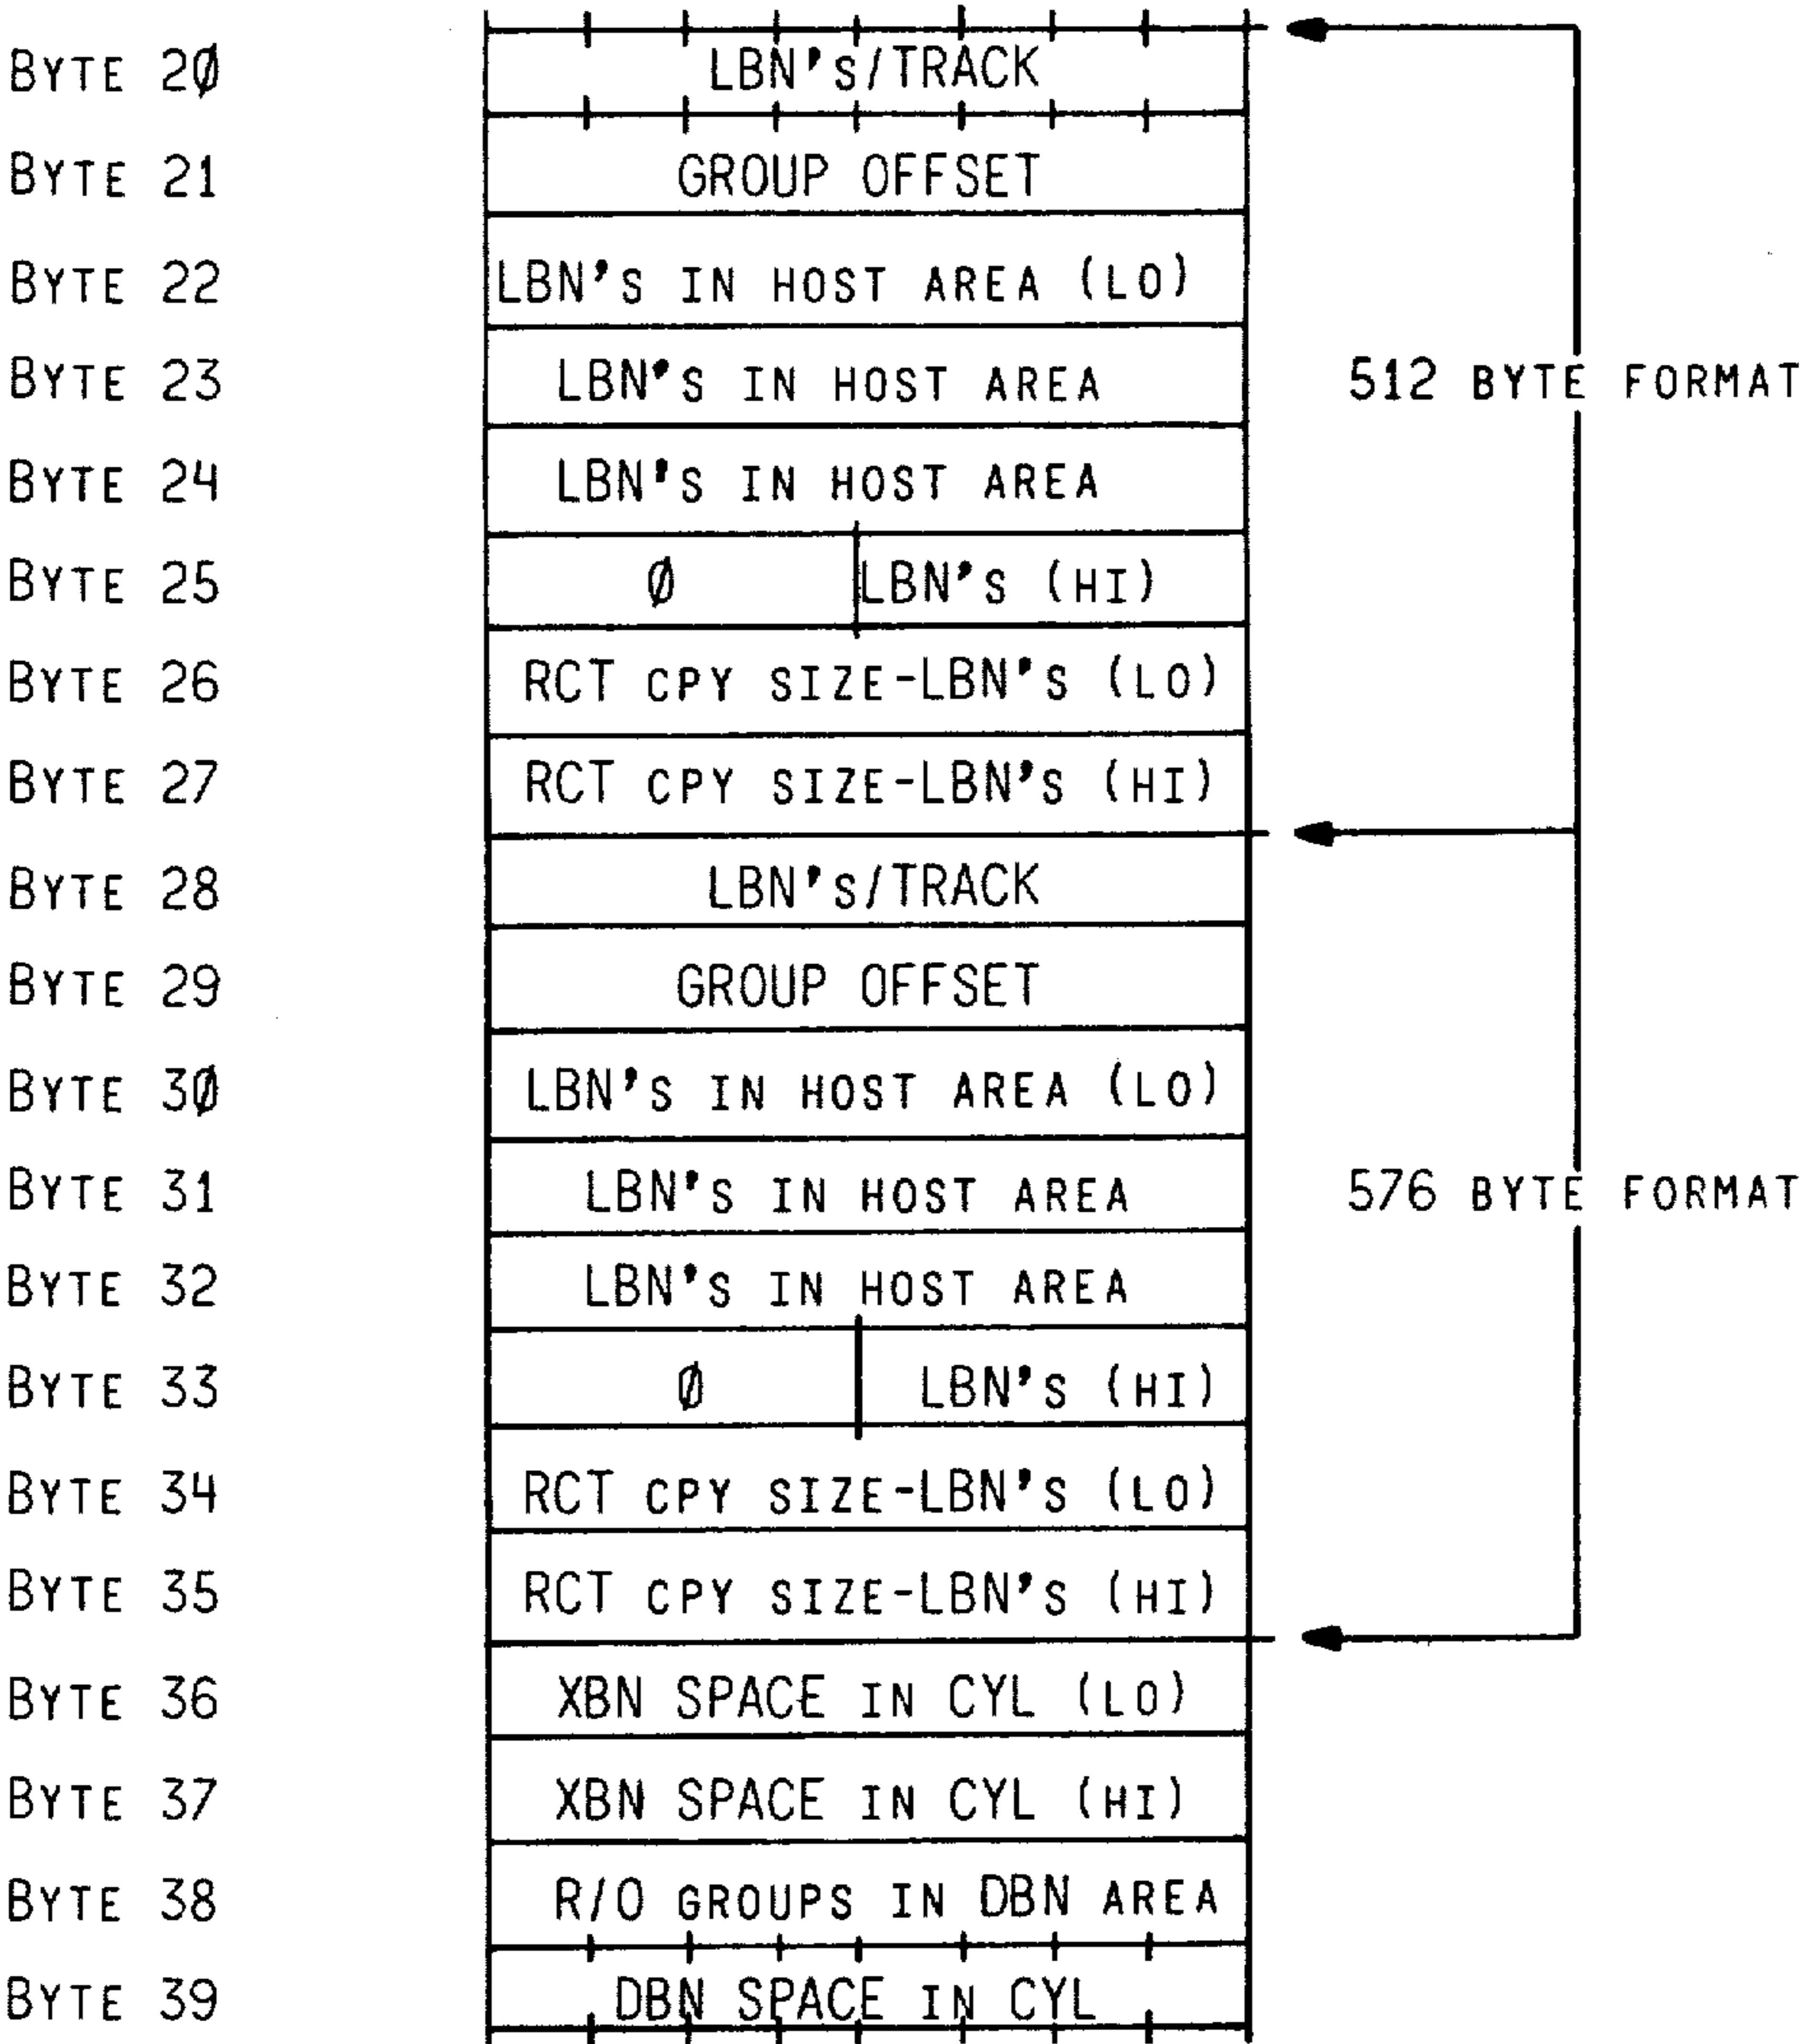 BYTE 2Ø LBN's/TRACK
BYTE 21 GROUP OFFSET
BYTE 22 LBN's IN HOST AREA (LO)
BYTE 23 LBN's IN HOST AREA 512 BYTE FORMAT
BYTE 24 LBN's IN HOST AREA
BYTE 25 Ø LBN's (HI)
BYTE 26 RCT CPY SIZE-LBN's (LO)
BYTE 27 RCT CPY SIZE-LBN's (HI)
BYTE 28 LBN's/TRACK
BYTE 29 GROUP OFFSET
BYTE 3Ø LBN's IN HOST AREA (LO)
BYTE 31 LBN's IN HOST AREA 576 BYTE FORMAT
BYTE 32 LBN's IN HOST AREA
BYTE 33 Ø LBN's (HI)
BYTE 34 RCT CPY SIZE-LBN's (LO)
BYTE 35 RCT CPY SIZE-LBN's (HI)
BYTE 36 XBN SPACE IN CYL (LO)
BYTE 37 XBN SPACE IN CYL (HI)
BYTE 38 R/O GROUPS IN DBN AREA
BYTE 39 DBN SPACE IN CYL